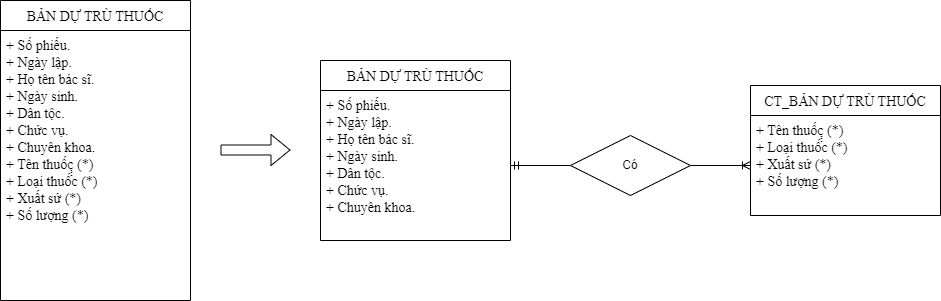 BẢN DỰ TRÙ THUỐC
+ Số phiếu.
+ Ngày lập.
+ Họ tên bác sĩ.
+ Ngày sinh.
+ Dân tộc.
+ Chức vụ.
+ Chuyên khoa.
+ Tên thuốc (*)
+ Loại thuốc (*)
+ Xuất sứ (*)
+ Số lượng (*)
BẢN DỰ TRÙ THUỐC
+ Số phiếu.
+ Ngày lập.
+ Họ tên bác sĩ.
+ Ngày sinh.
+ Dân tộc.
+ Chức vụ.
+ Chuyên khoa.
Có
CT_BẢN DỰ TRÙ THUỐC
+ Tên thuốc (*)
+ Loại thuốc (*)
+ Xuất sứ (*)
+ Số lượng (*)